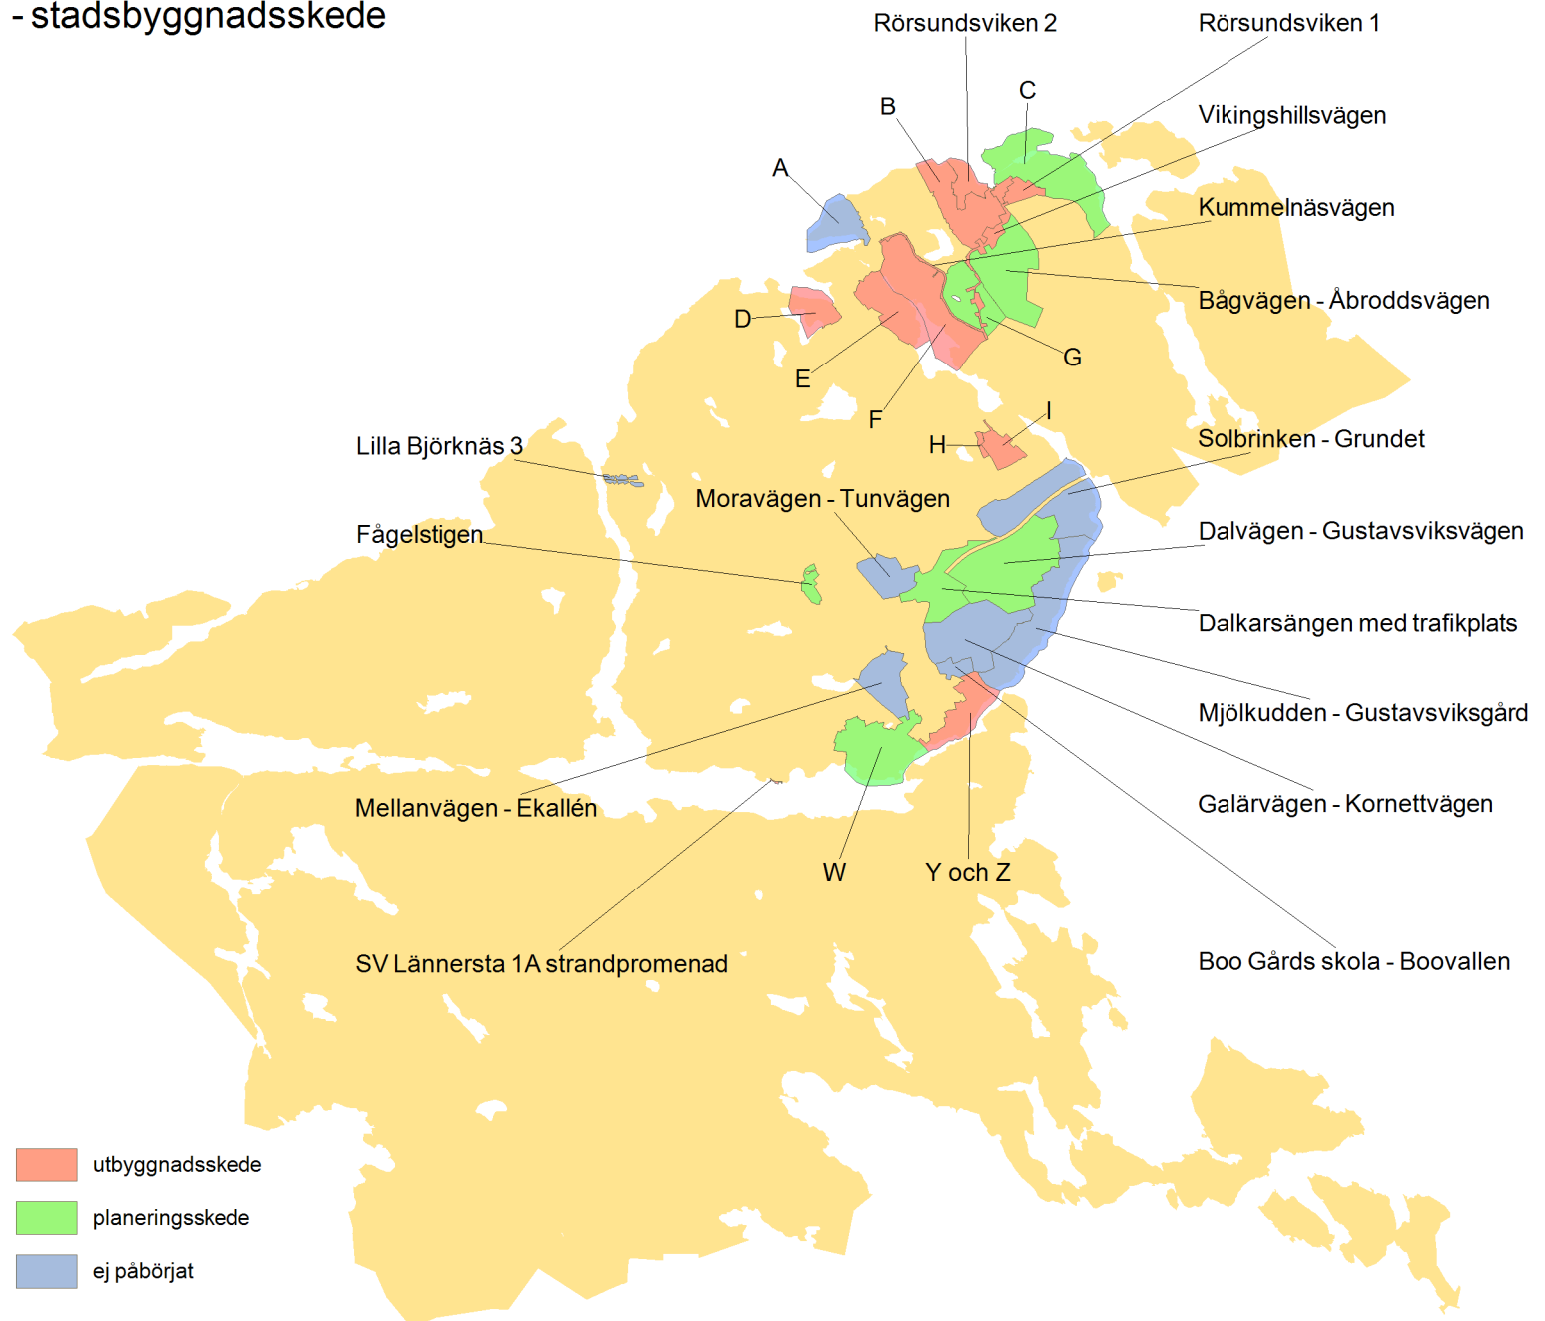 - stadsbyggnadsskede
Rörsundsviken 2
Rörsundsviken 1
C
B
Vikingshillsvägen
A
Kummelnäsvägen
Bågvägen - Åbroddsvägen
D
G
E
F
I
H
Solbrinken - Grundet
Lilla Björknäs 3
Moravägen - Tunvägen
Fågelstigen
Dalvägen - Gustavsviksvägen
Dalkarsängen med trafikplats
Mjölkudden - Gustavsviksgård
Galärvägen - Kornettvägen
Mellanvägen - Ekallén
W
Y och Z
SV Lännersta 1A strandpromenad
Boo Gårds skola - Boovallen
utbyggnadsskede
planeringsskede
ej påbörjat